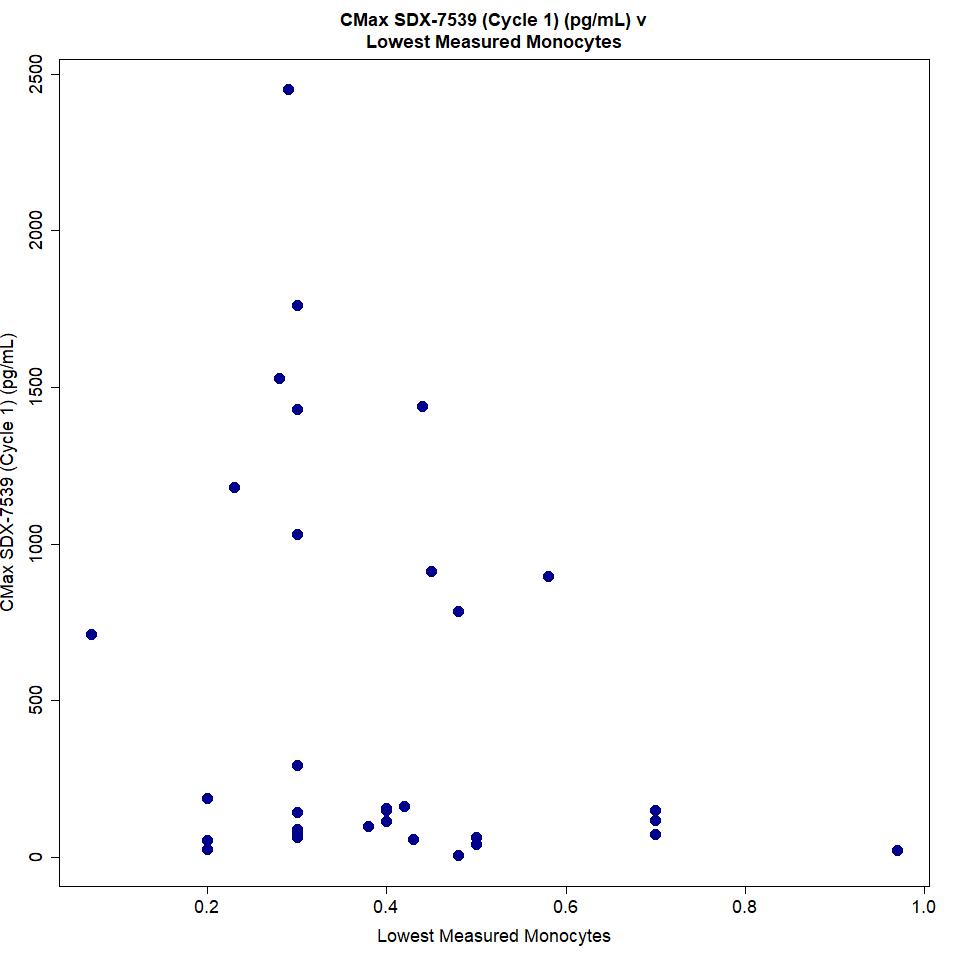 CMax SDX-7539 (Cycle 1) (pg/mL) v
Lowest Measured Monocytes
CMax SDX-7539 (Cycle 1) (pg/mL)
2500
2000
1500
1000
500
0
0.2 0.4 0.6 0.8 1.0
Lowest Measured Monocytes